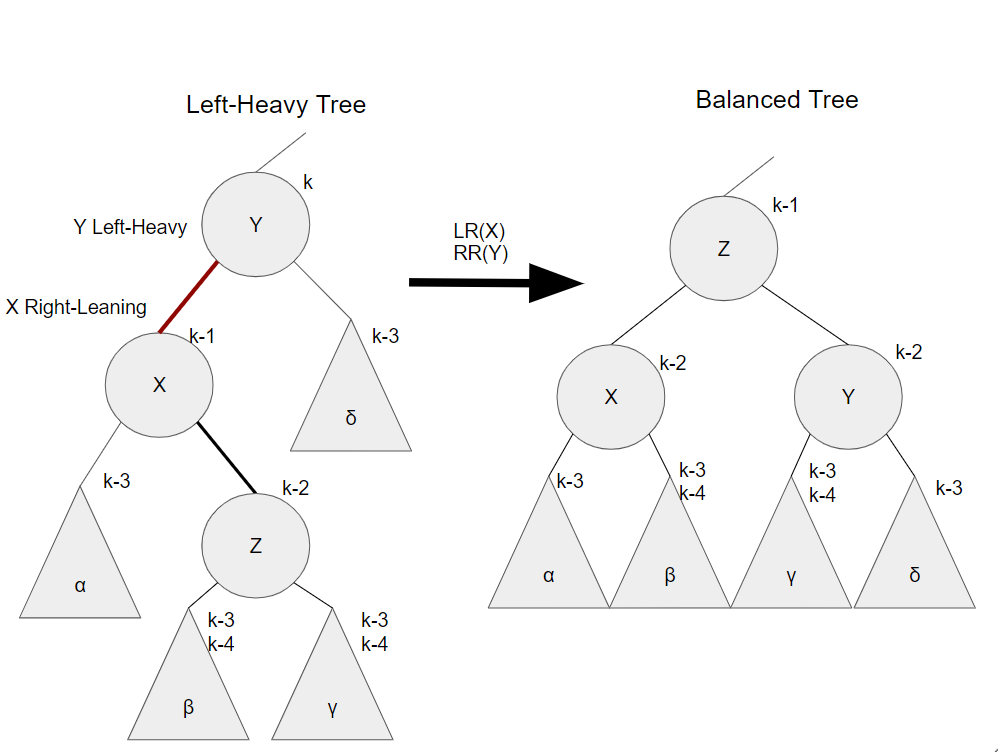 Left-Heavy Tree
Balanced Tree
k
Y Left-Heavy
Y
LR(X)
RR(Y)
k-1
Z
X Right-Leaning
k-1
X
k-3
δ
k-2
X
k-2
Y
k-3
α
k-2
Z
k-3
α
k-3
k-4
β
k-3
k-4
γ
k-3
δ
k-3
k-4
β
k-3
k-4
γ